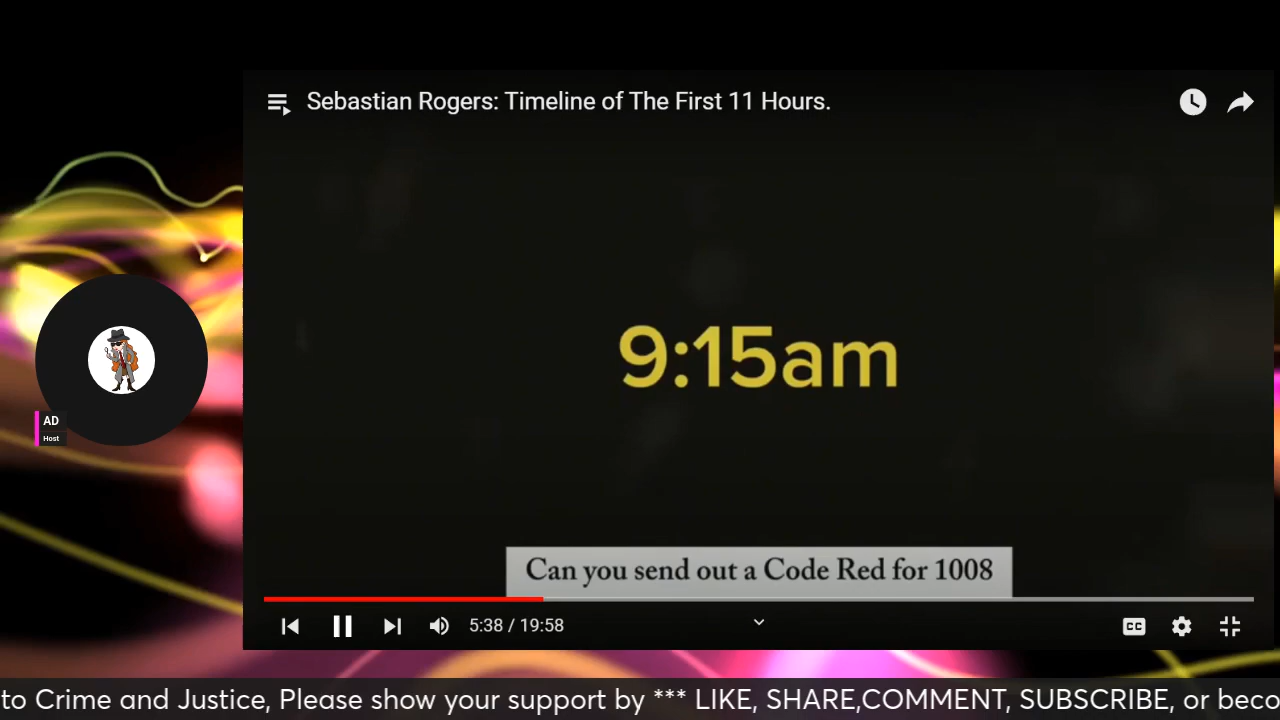 Sebastian Rogers: Timeline of The First 11 Hours.
9:15am
AD
Host
Can you send out a Code Red for 1008
5:38 / 19:58
CC
to Crime and Justice, Please show your support by *** LIKE, SHARE,COMMENT, SUBSCRIBE, or beco